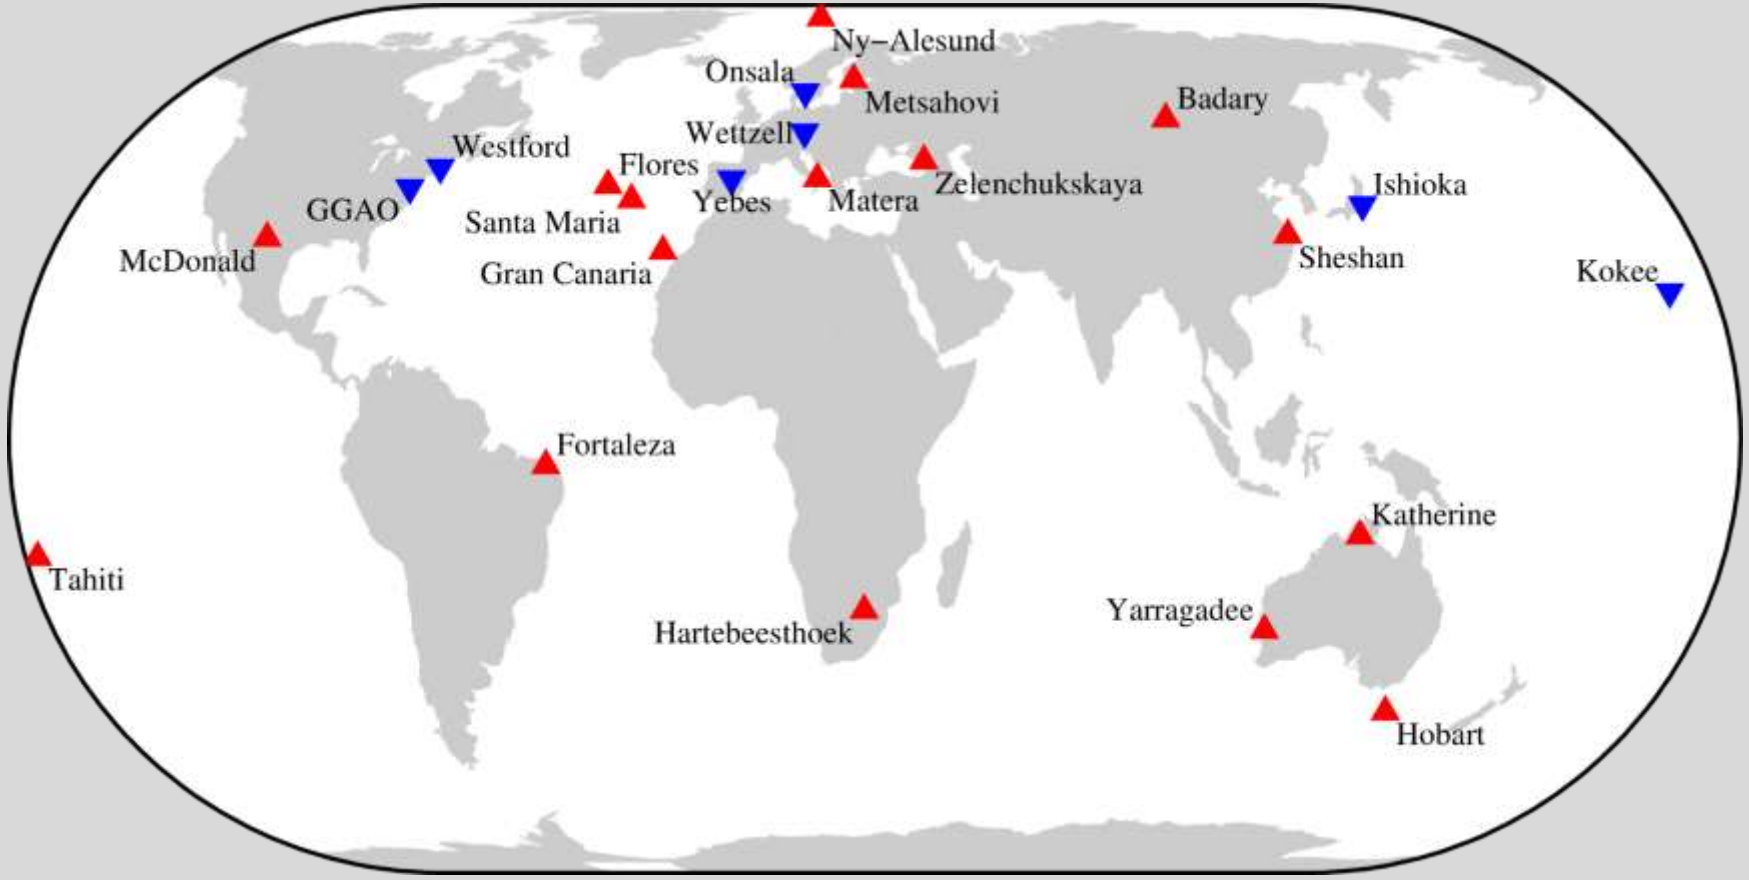 Ny-Alesund
Onsala
Metsahovi
Badary
Wettzell
Westford
Flores
Zelenchukskaya
Ishioka
Yebes
Matera
GGAO
Santa Maria
McDonald
Sheshan
Gran Canaria
Kokee
Fortaleza
Katherine
Tahiti
Yarragadee
Hartebeesthoek
Hobart